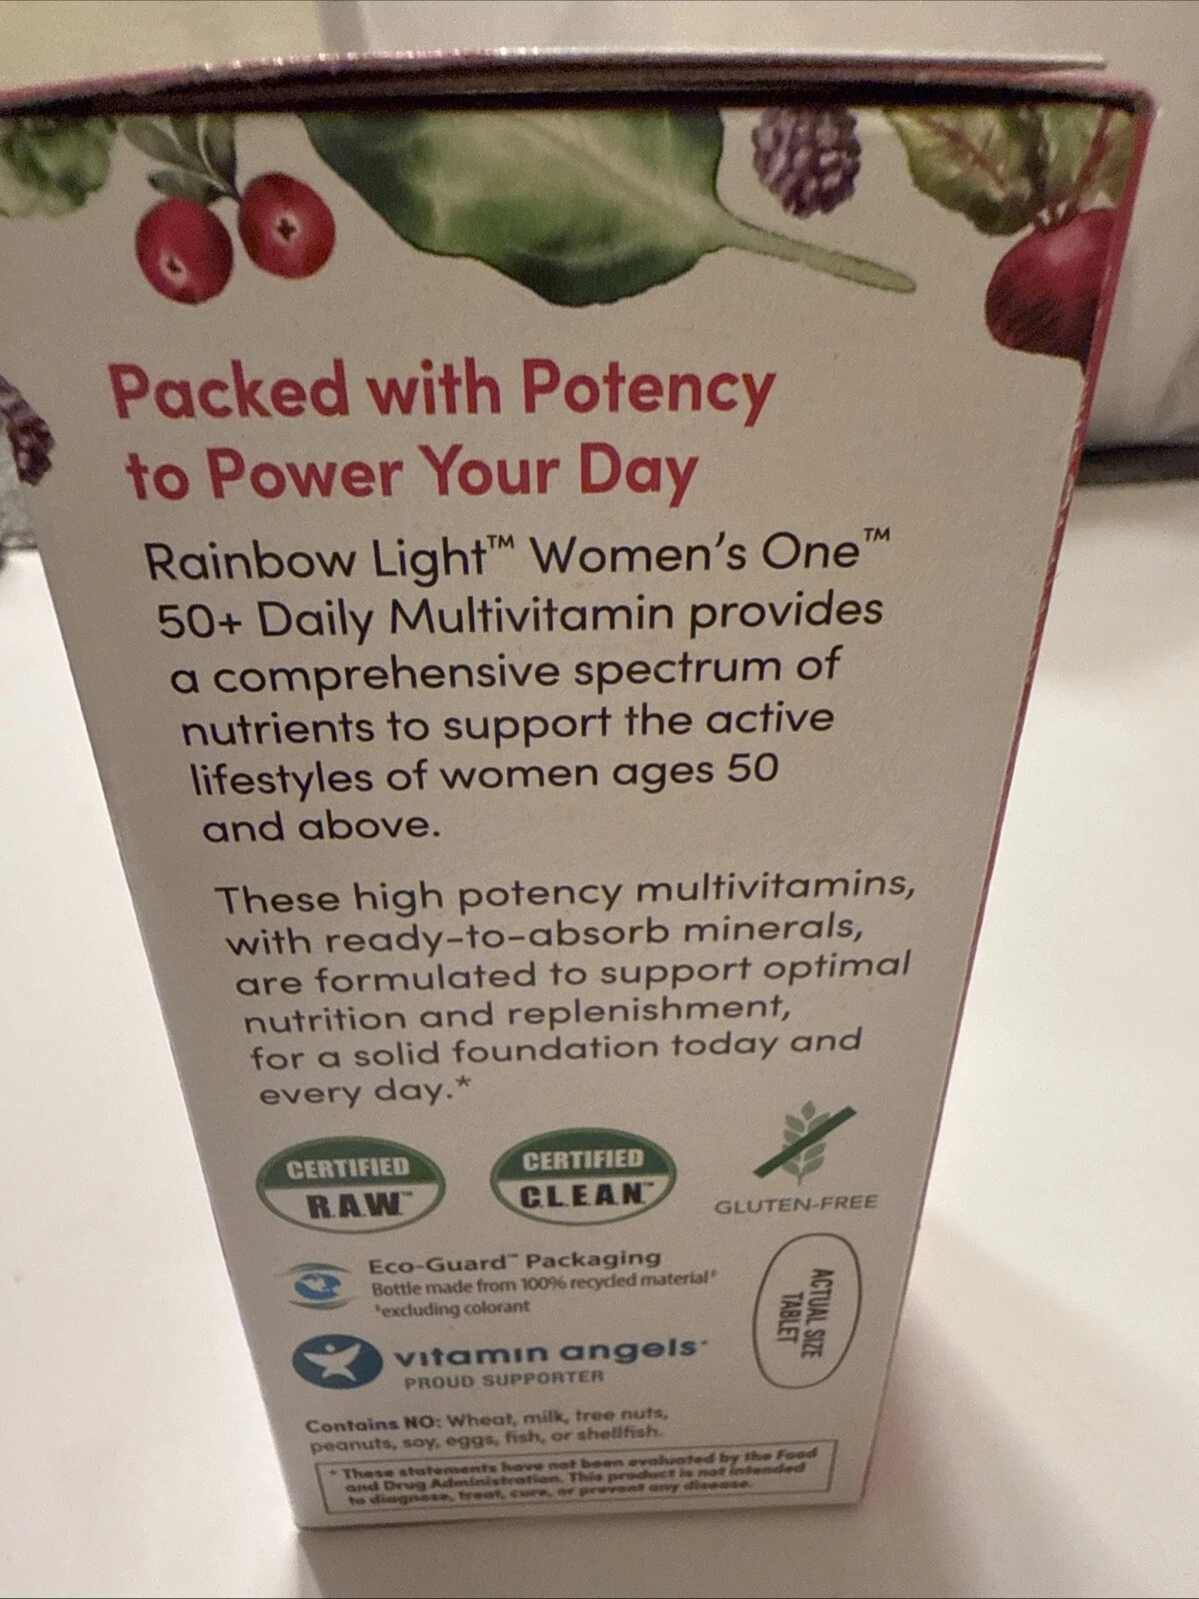 Packed with Potency
to Power Your Day
Rainbow Light™ Women's One™
50+ Daily Multivitamin provides
a comprehensive spectrum of
nutrients to support the active
lifestyles of women ages 50
and above.
These high potency multivitamins,
with ready-to-absorb minerals,
are formulated to support optimal
nutrition and replenishment,
for a solid foundation today and
every day.*
CERTIFIED
R.A.W.™
CERTIFIED
C.L.E.A.N.™
GLUTEN-FREE
Eco-Guard™ Packaging
Bottle made from 100% recycled material‡
‡excluding colorant
ACTUAL SIZE
TABLET
vitamin angels®
PROUD SUPPORTER
Contains NO: Wheat, milk, tree nuts,
peanuts, soy, eggs, fish, or shellfish.
* These statements have not been evaluated by the Food
and Drug Administration. This product is not intended
to diagnose, treat, cure, or prevent any disease.